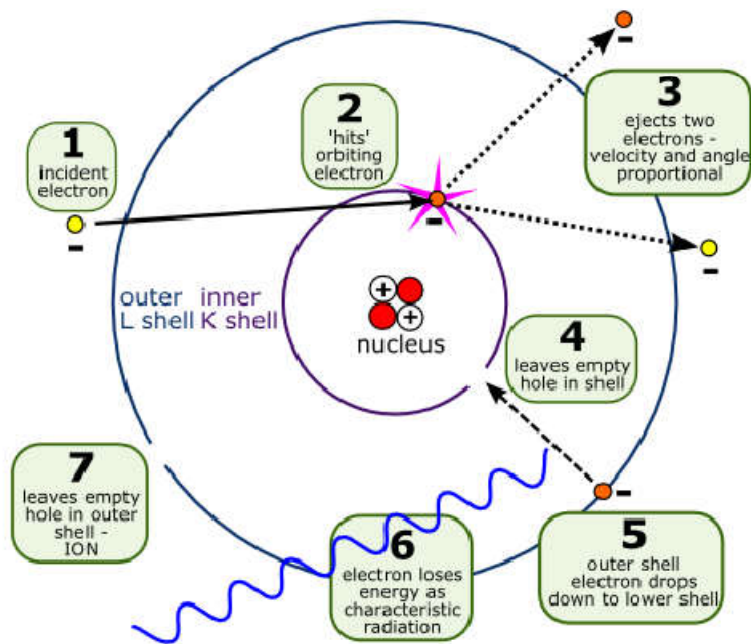 1
incident
electron
2
'hits'
orbiting
electron
3
ejects two
electrons -
velocity and angle
proportional
outer inner
L shell K shell
+
+
nucleus
4
leaves empty
hole in shell
5
outer shell
electron drops
down to lower shell
6
electron loses
energy as
characteristic
radiation
7
leaves empty
hole in outer
shell -
ION
-
-
-
-
-